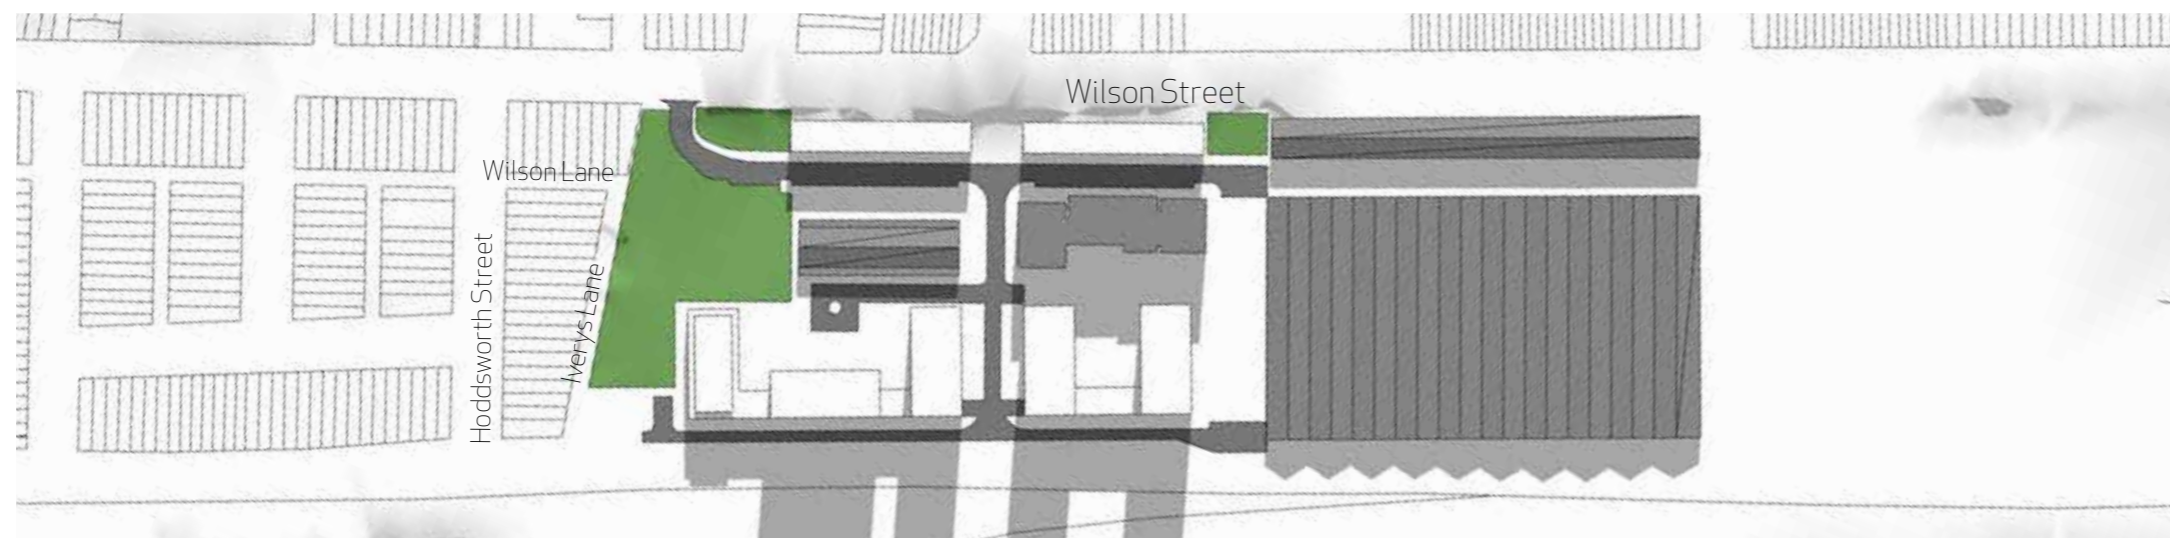 Wilson Street
Wilson Lane
Hoddsworth Street
Iverys Lane